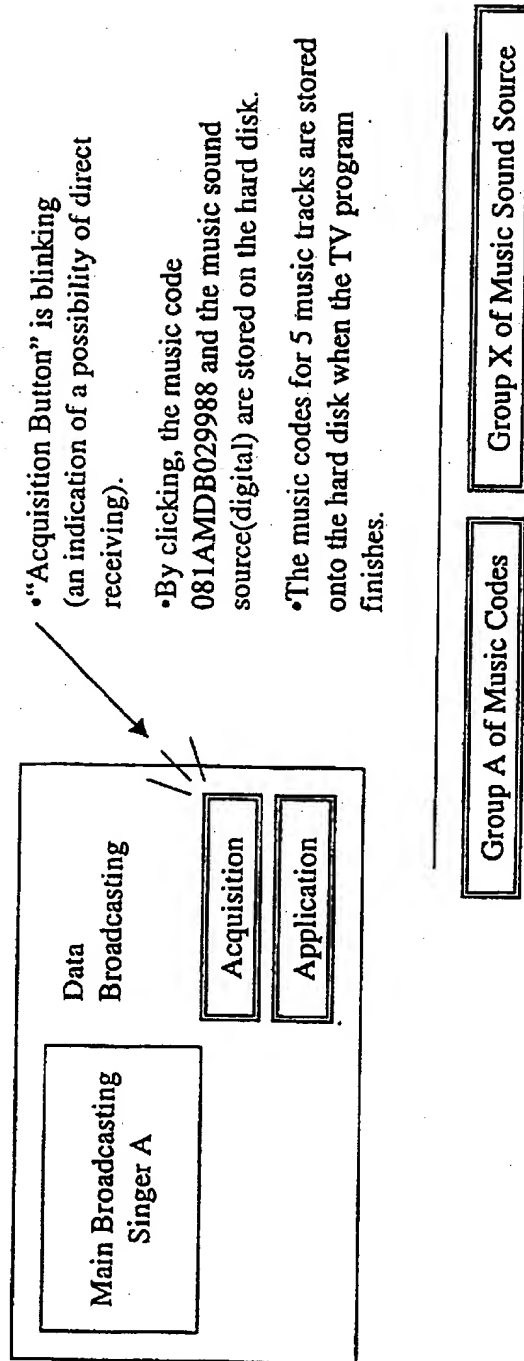 Main Broadcasting
Singer A
Data
Broadcasting
Acquisition
Application
•“Acquisition Button” is blinking
(an indication of a possibility of direct
receiving).
•By clicking, the music code
081AMDB029988 and the music sound
source(digital) are stored on the hard disk.
•The music codes for 5 music tracks are stored
onto the hard disk when the TV program
finishes.
Group A of Music Codes
Group X of Music Sound Source